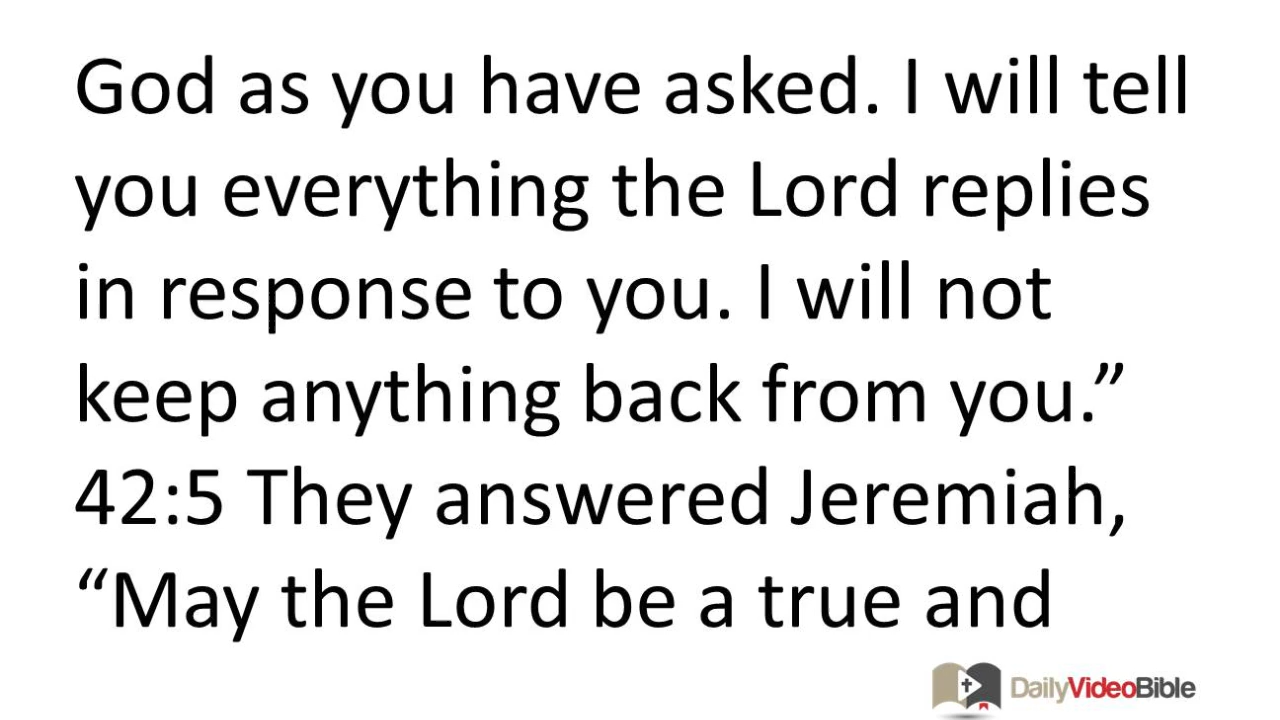 God as you have asked. I will tell
you everything the Lord replies
in response to you. I will not
keep anything back from you.”
42:5 They answered Jeremiah,
“May the Lord be a true and
DailyVideoBible